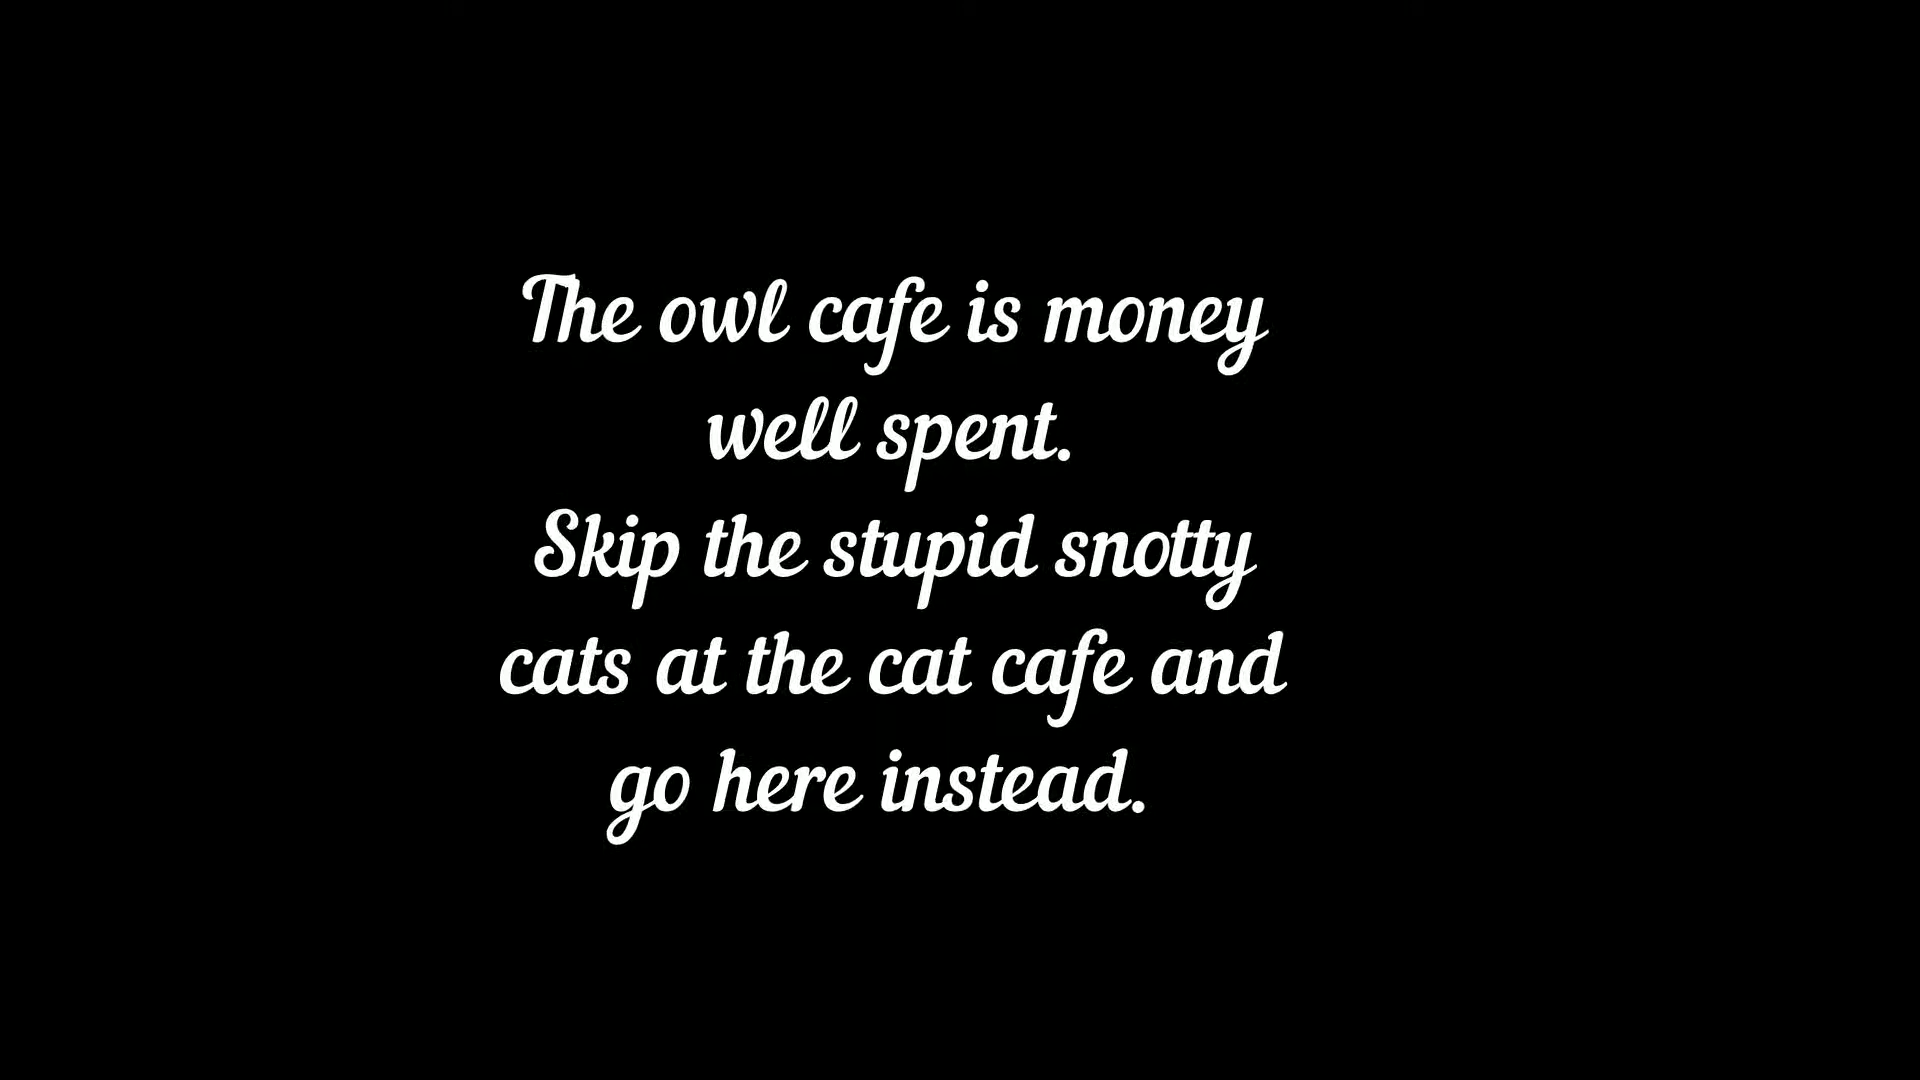 The owl cafe is money
well spent.
Skip the stupid snotty
cats at the cat cafe and
go here instead.